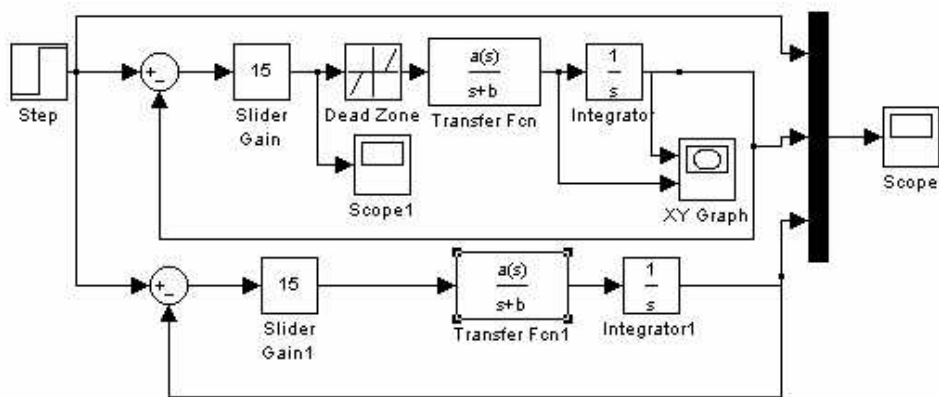 Step
+
−
15
Slider
Gain
Dead Zone
a(s)
s+b
Transfer Fcn
1
s
Integrator
Scope1
XY Graph
Scope
+
−
15
Slider
Gain1
a(s)
s+b
Transfer Fcn1
1
s
Integrator1